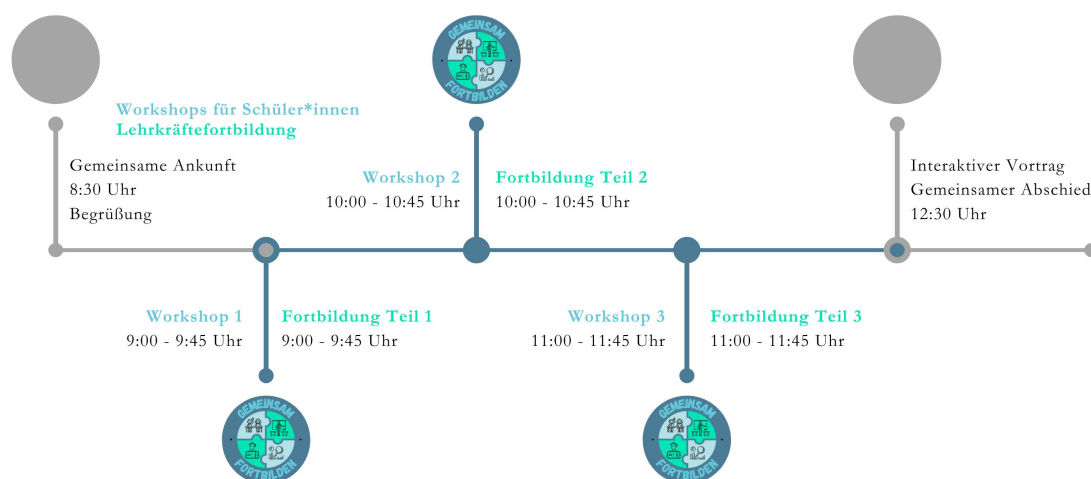 GEMEINSAM
FORTBILDEN
Workshops für Schüler*innen
Lehrkräftefortbildung
Gemeinsame Ankunft
8:30 Uhr
Begrüßung
Workshop 2
10:00 - 10:45 Uhr
Fortbildung Teil 2
10:00 - 10:45 Uhr
Interaktiver Vortrag
Gemeinsamer Abschied
12:30 Uhr
Workshop 1
9:00 - 9:45 Uhr
Fortbildung Teil 1
9:00 - 9:45 Uhr
Workshop 3
11:00 - 11:45 Uhr
Fortbildung Teil 3
11:00 - 11:45 Uhr
GEMEINSAM
FORTBILDEN
GEMEINSAM
FORTBILDEN